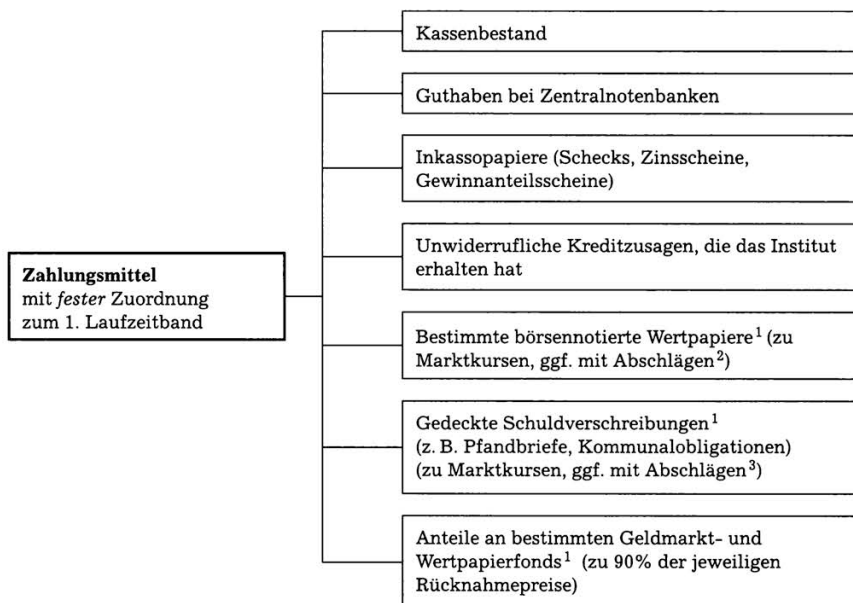 Kassenbestand
Guthaben bei Zentralnotenbanken
Inkassopapiere (Schecks, Zinsscheine,
Gewinnanteilsscheine)
Zahlungsmittel
mit fester Zuordnung
zum 1. Laufzeitband
Unwiderrufliche Kreditzusagen, die das Institut
erhalten hat
Bestimmte börsennotierte Wertpapiere¹ (zu
Marktkursen, ggf. mit Abschlägen²)
Gedeckte Schuldverschreibungen¹
(z. B. Pfandbriefe, Kommunalobligationen)
(zu Marktkursen, ggf. mit Abschlägen³)
Anteile an bestimmten Geldmarkt- und
Wertpapierfonds¹ (zu 90% der jeweiligen
Rücknahmepreise)